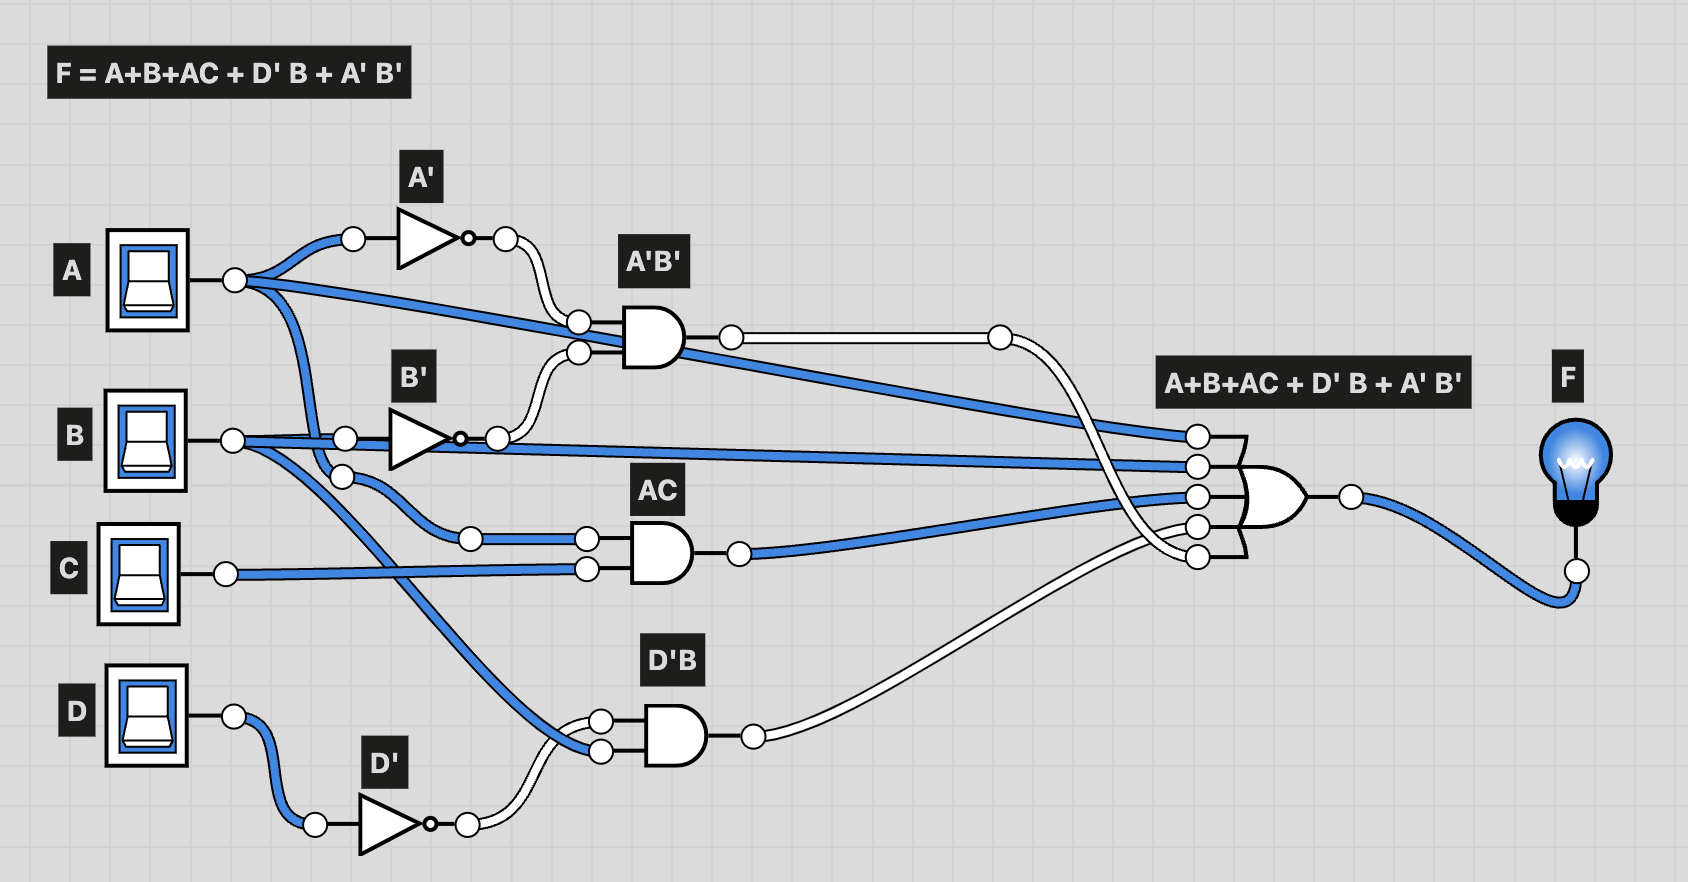 F = A+B+AC + D' B + A' B'
A'
A
A'B'
B'
A+B+AC + D' B + A' B'
F
B
AC
C
D'B
D
D'